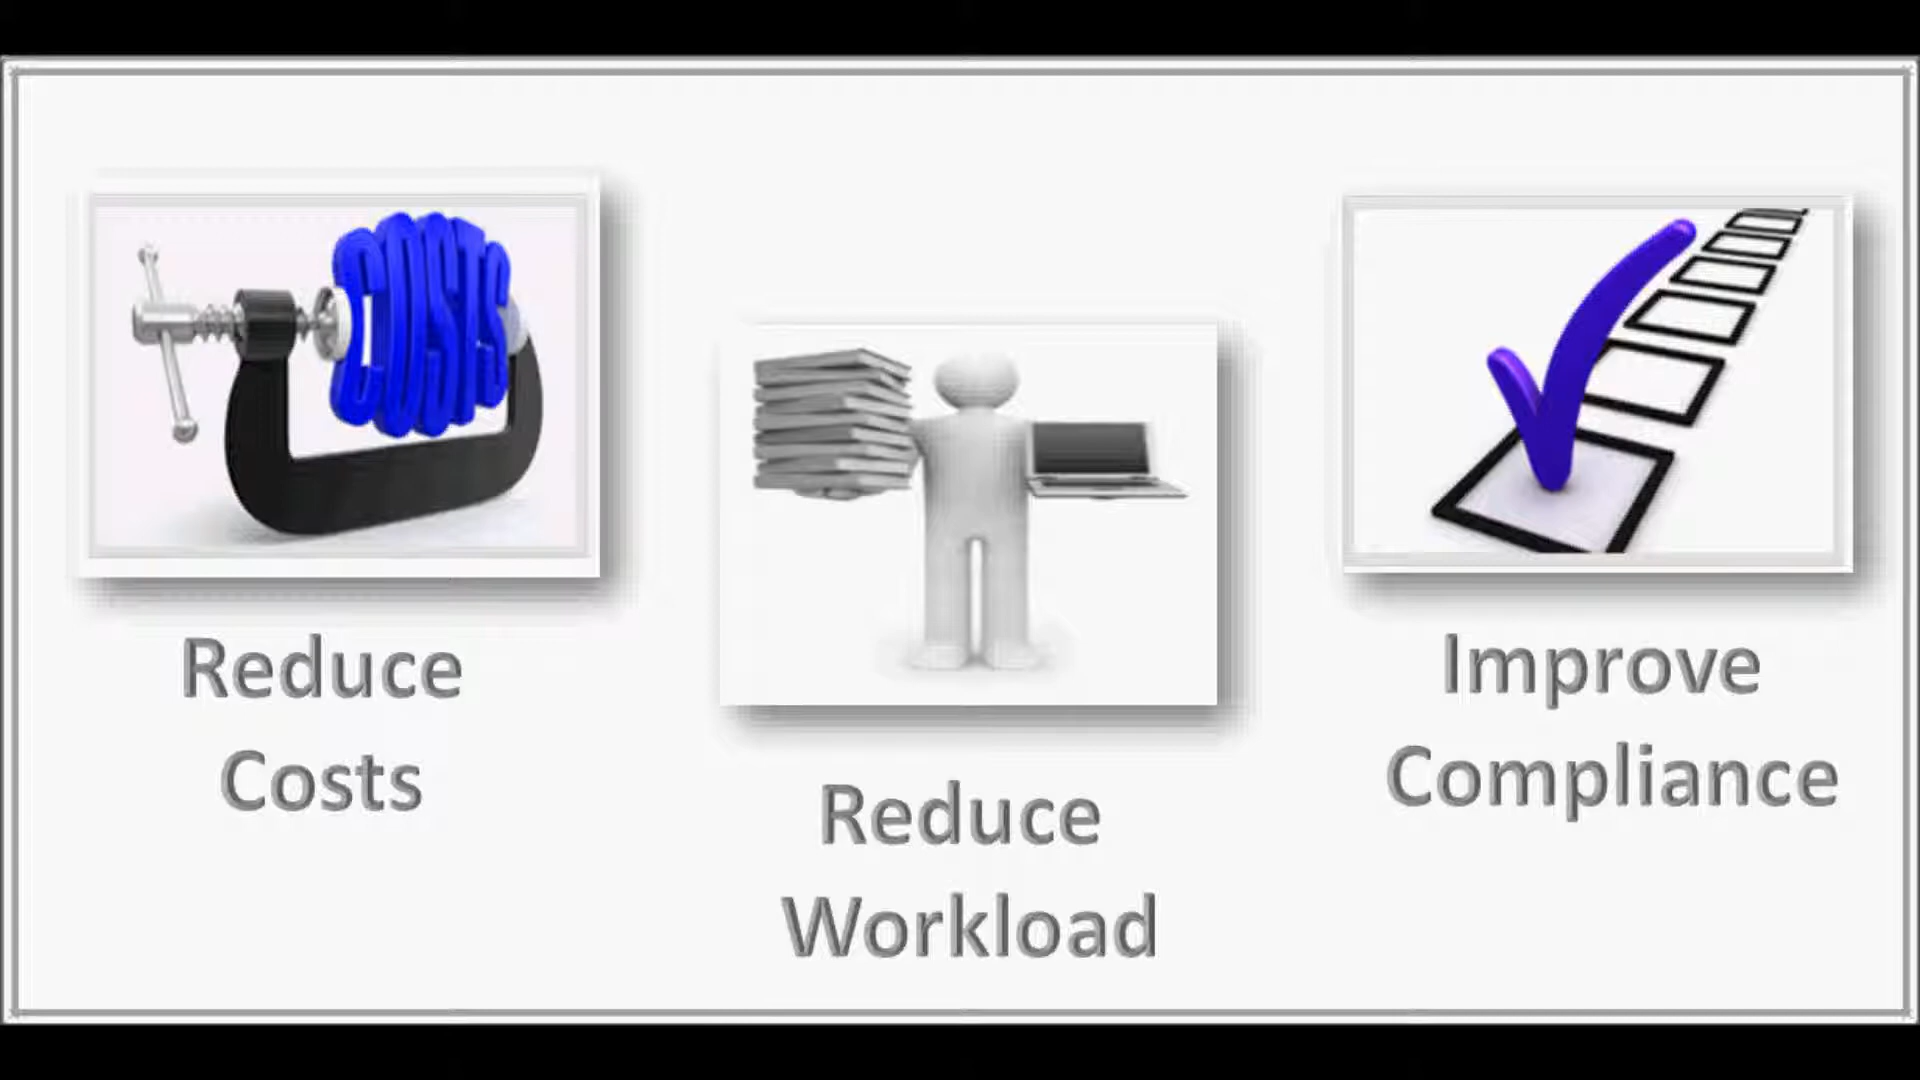 COSTS
Reduce
Costs
Reduce
Workload
Improve
Compliance